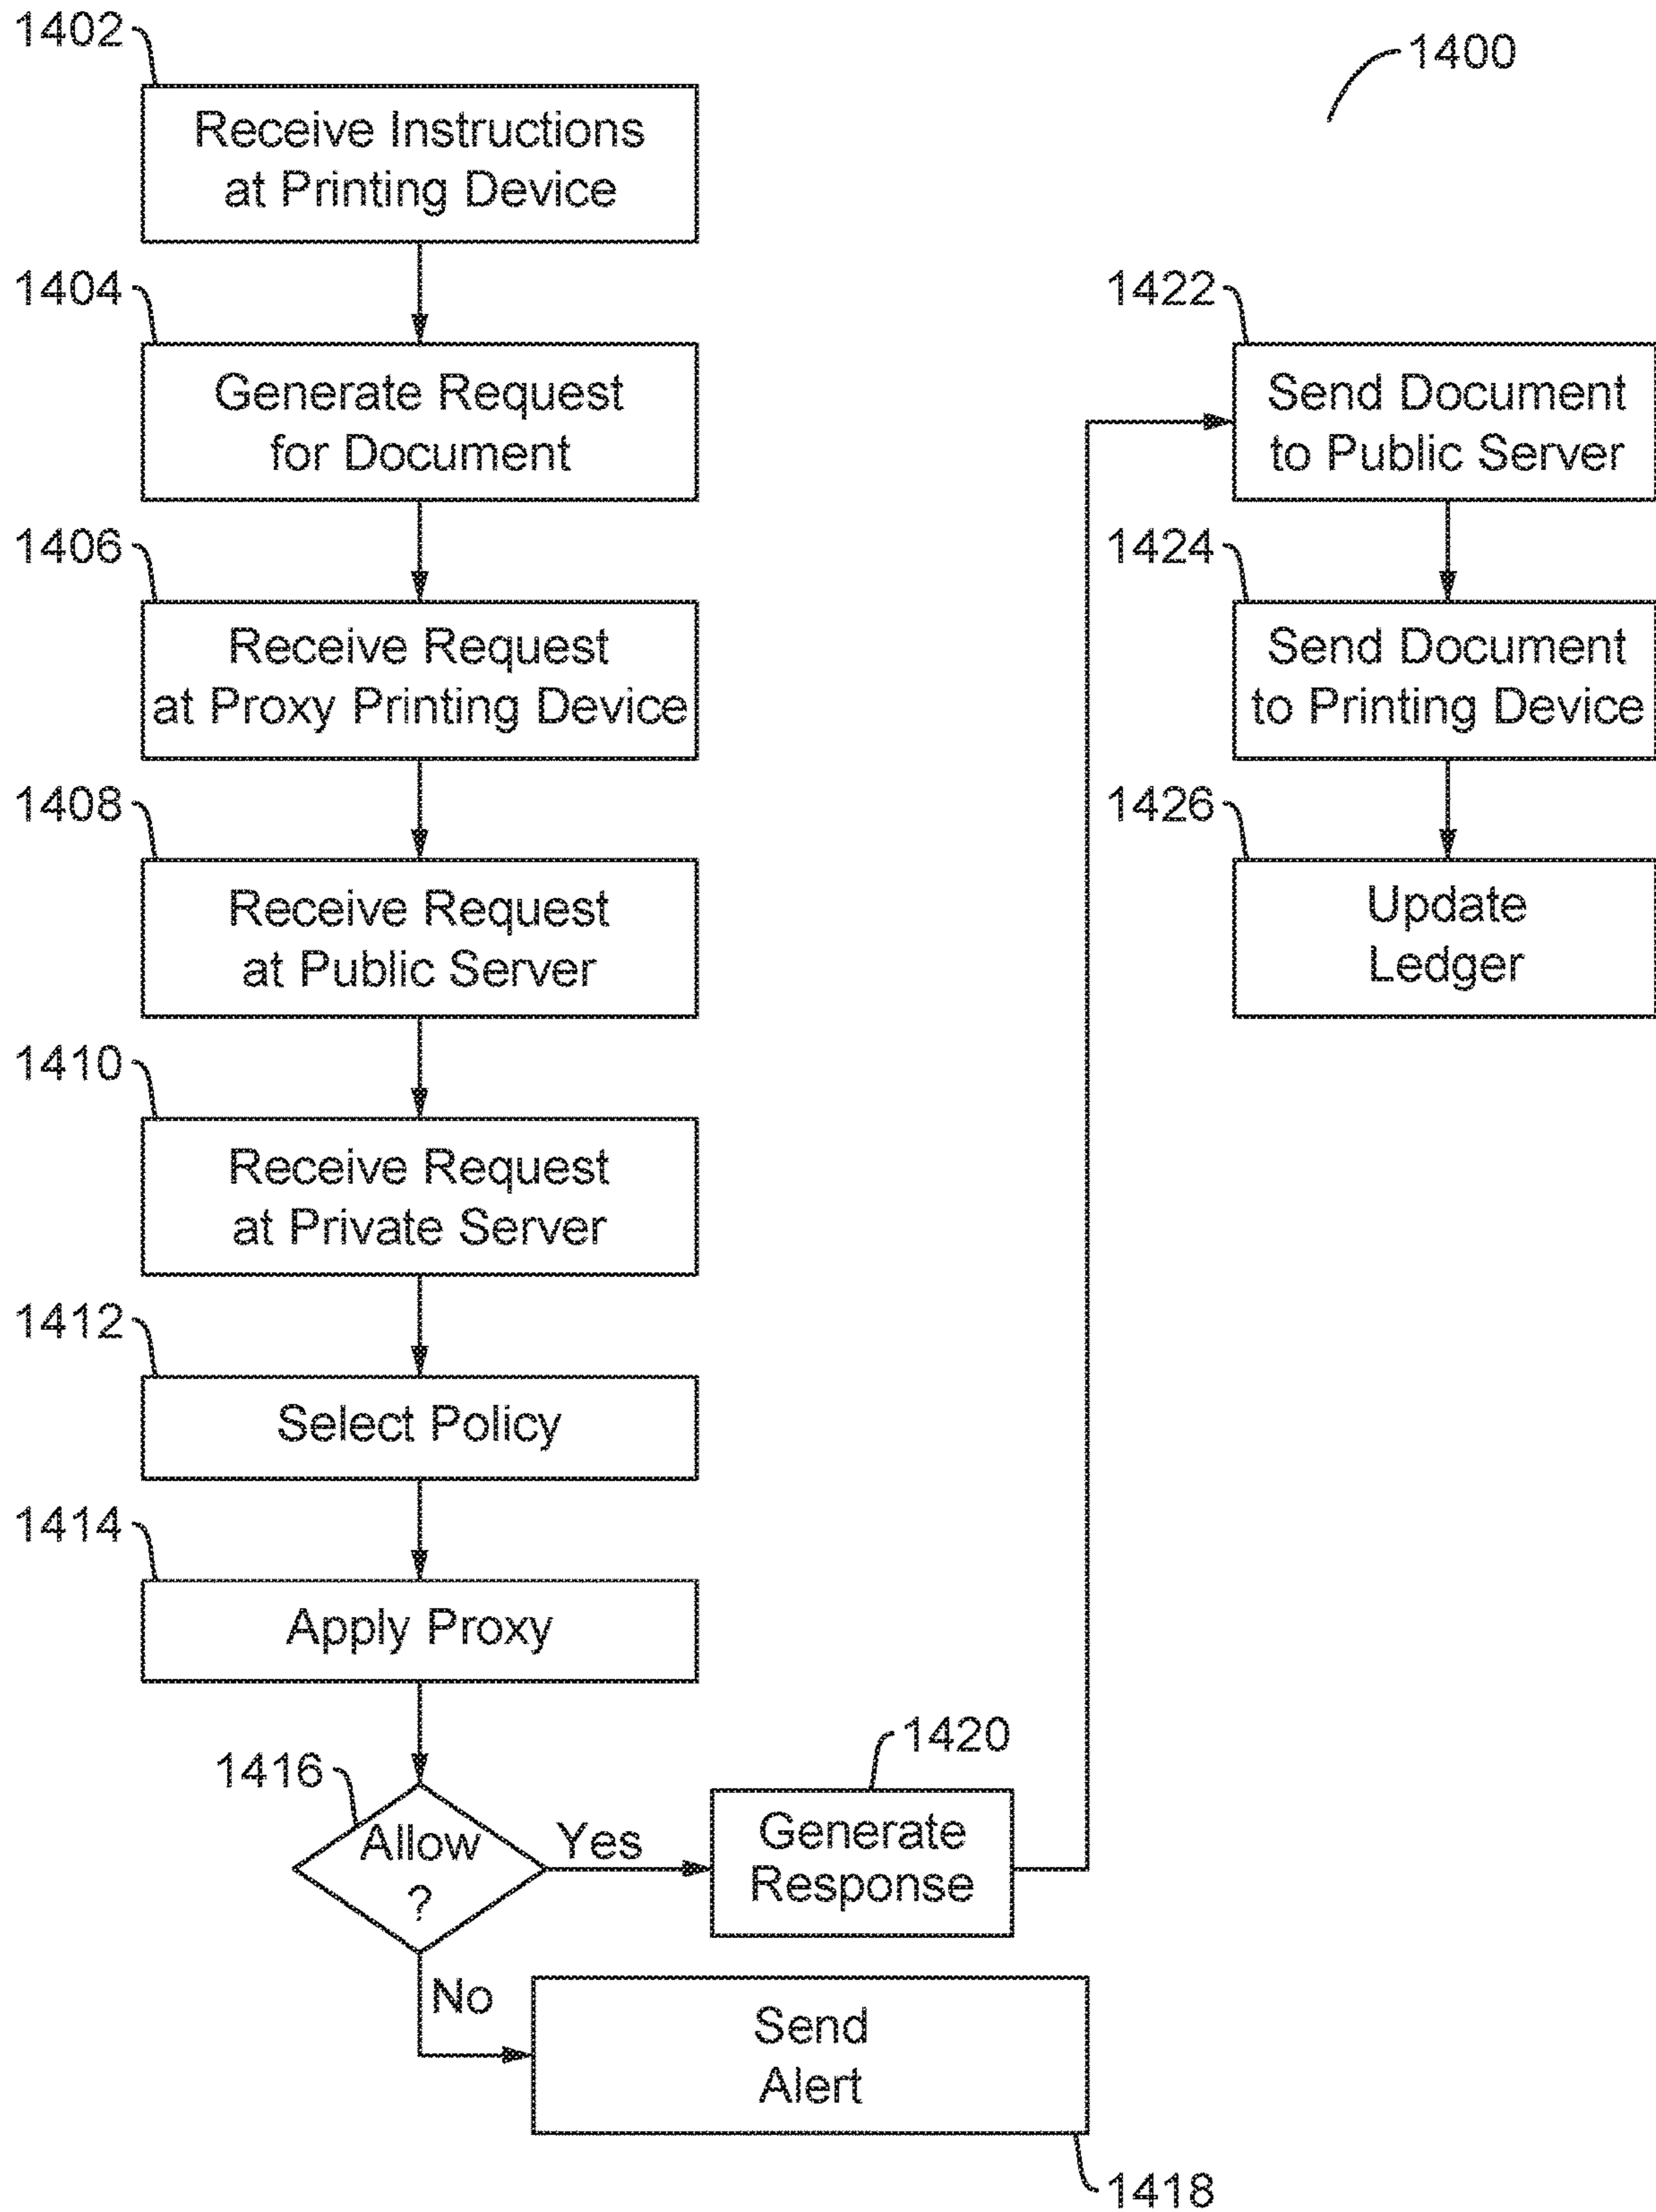 1402
1400
Receive Instructions
at Printing Device
1404
Generate Request
for Document
1406
Receive Request
at Proxy Printing Device
1408
Receive Request
at Public Server
1410
Receive Request
at Private Server
1412
Select Policy
1414
Apply Proxy
1416
Allow
?
Yes
No
1420
Generate
Response
Send
Alert
1418
1422
Send Document
to Public Server
1424
Send Document
to Printing Device
1426
Update
Ledger